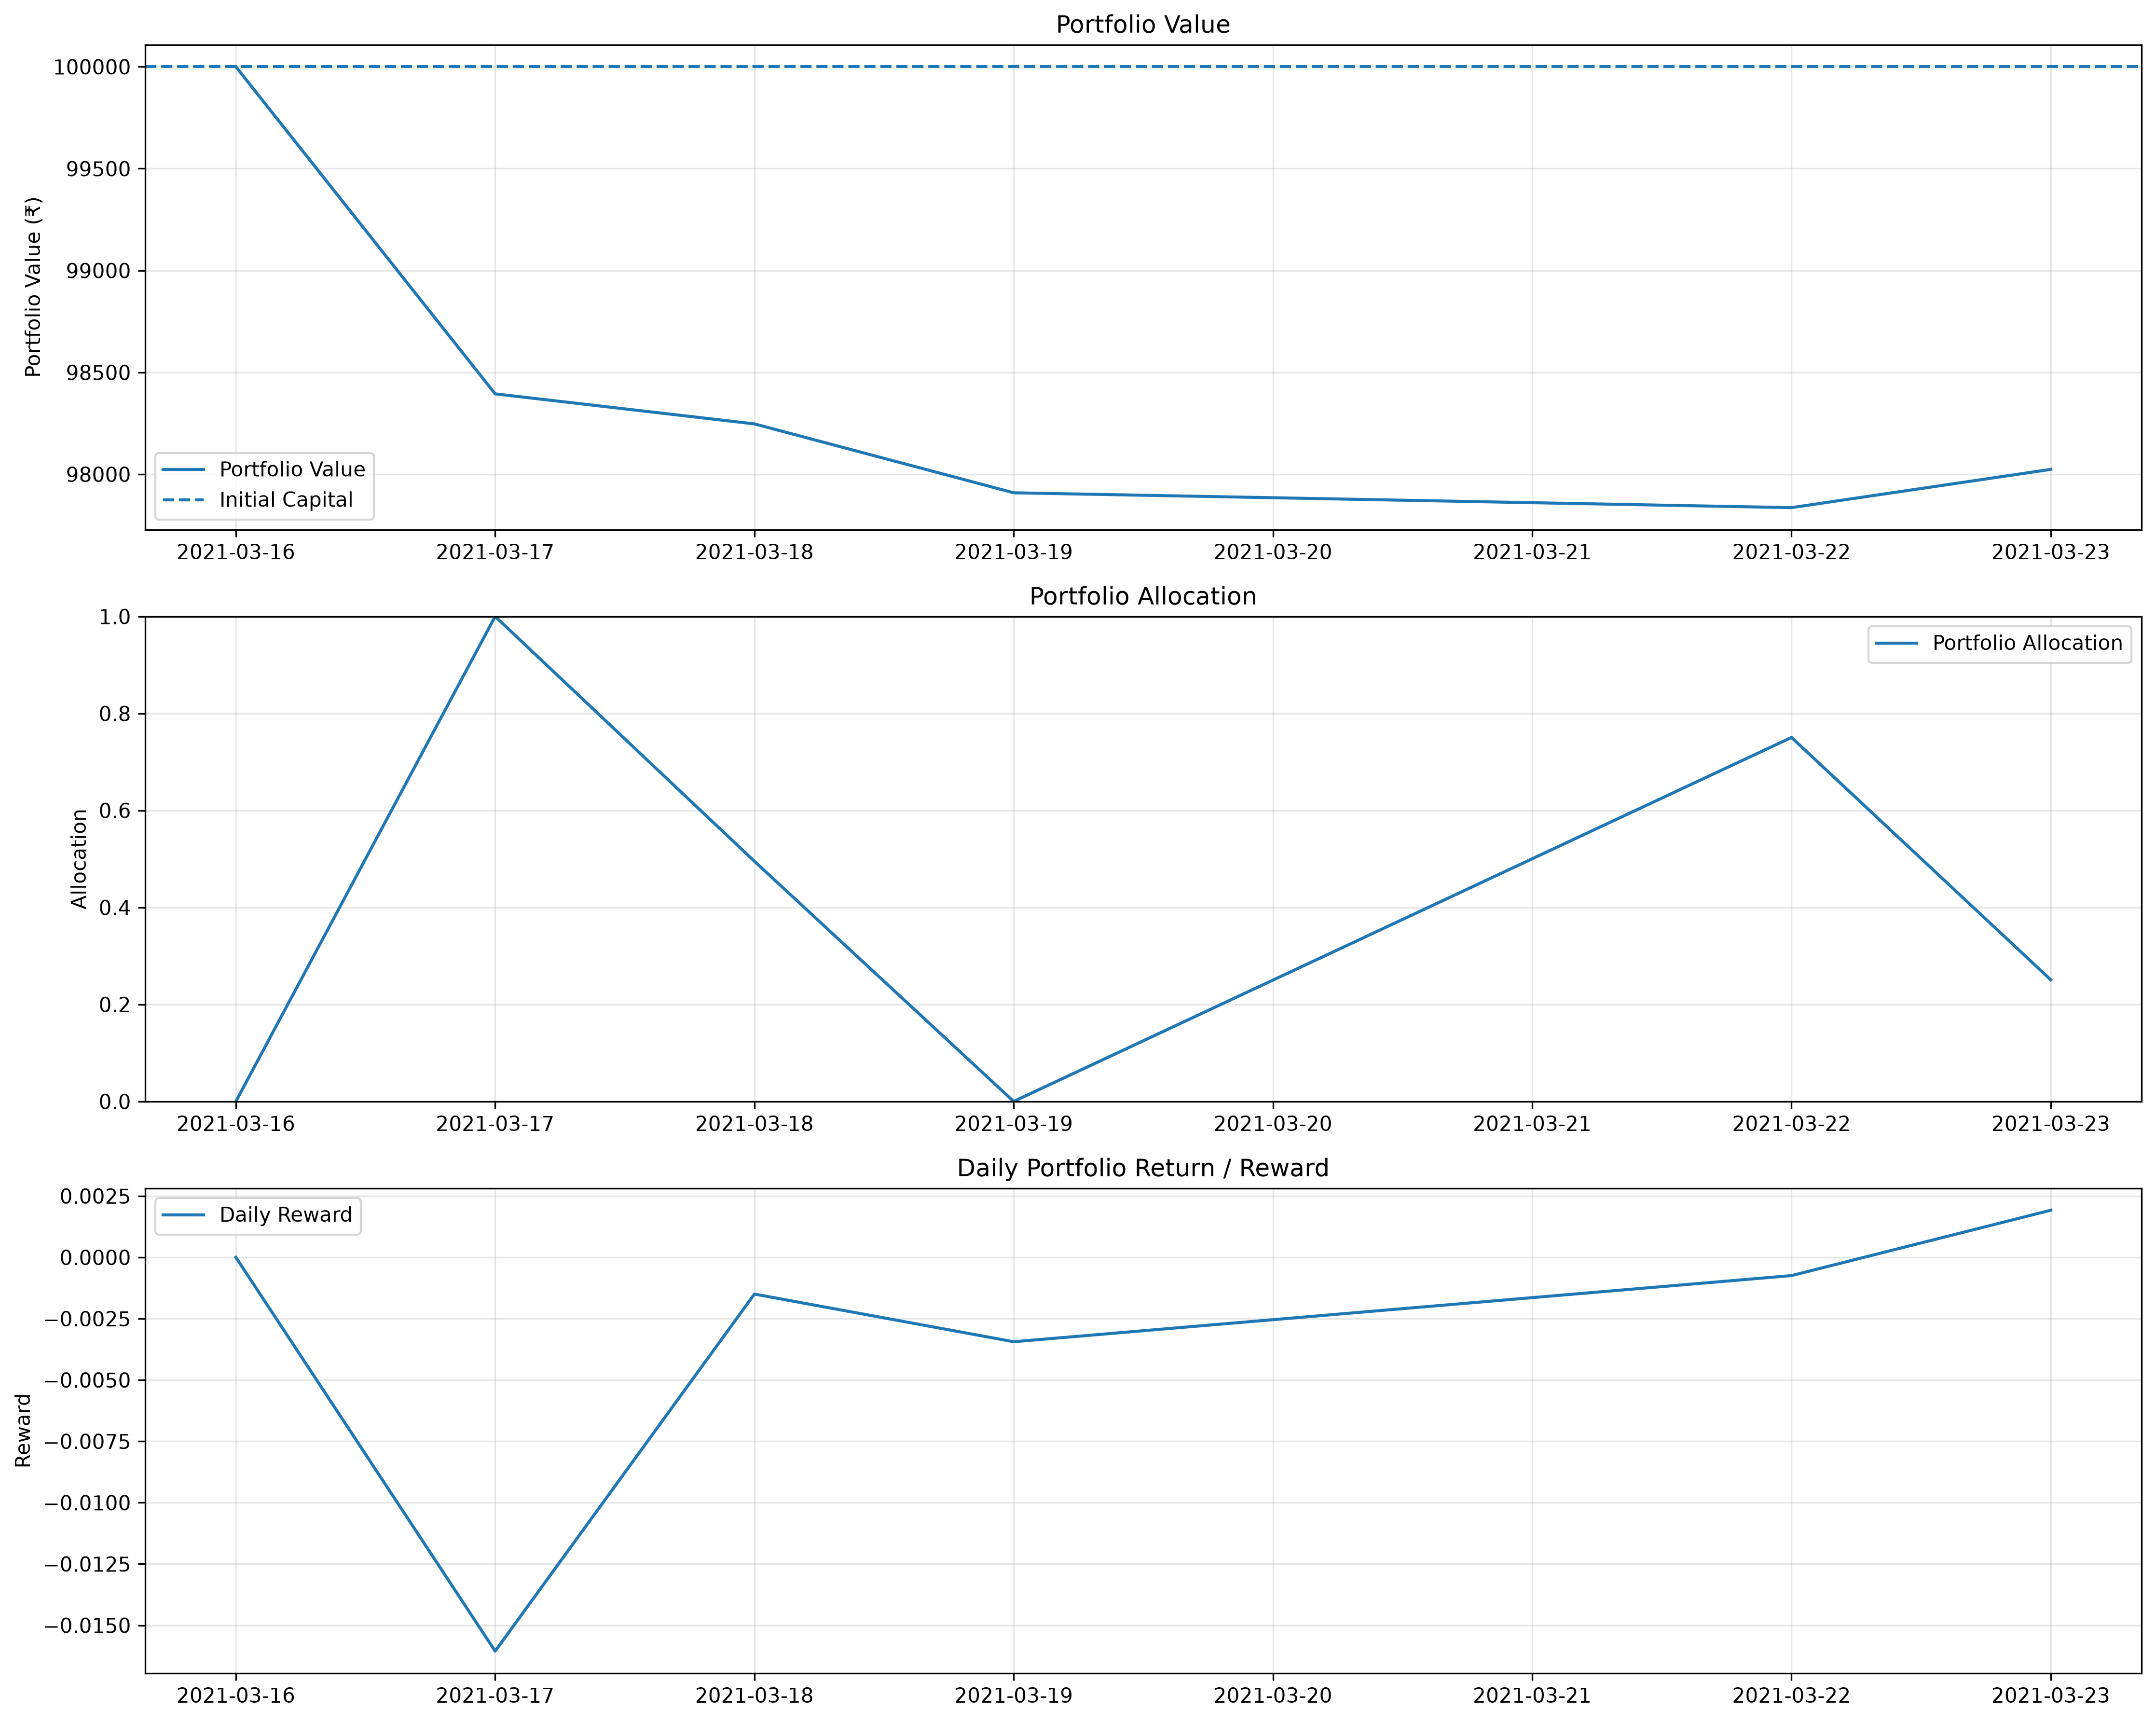 Portfolio Value
Portfolio Value (₹)
100000
99500
99000
98500
98000
Portfolio Value
Initial Capital
2021-03-16 2021-03-17 2021-03-18 2021-03-19 2021-03-20 2021-03-21 2021-03-22 2021-03-23
Portfolio Allocation
Allocation
1.0
0.8
0.6
0.4
0.2
0.0
Portfolio Allocation
2021-03-16 2021-03-17 2021-03-18 2021-03-19 2021-03-20 2021-03-21 2021-03-22 2021-03-23
Daily Portfolio Return / Reward
Reward
0.0025
0.0000
−0.0025
−0.0050
−0.0075
−0.0100
−0.0125
−0.0150
Daily Reward
2021-03-16 2021-03-17 2021-03-18 2021-03-19 2021-03-20 2021-03-21 2021-03-22 2021-03-23